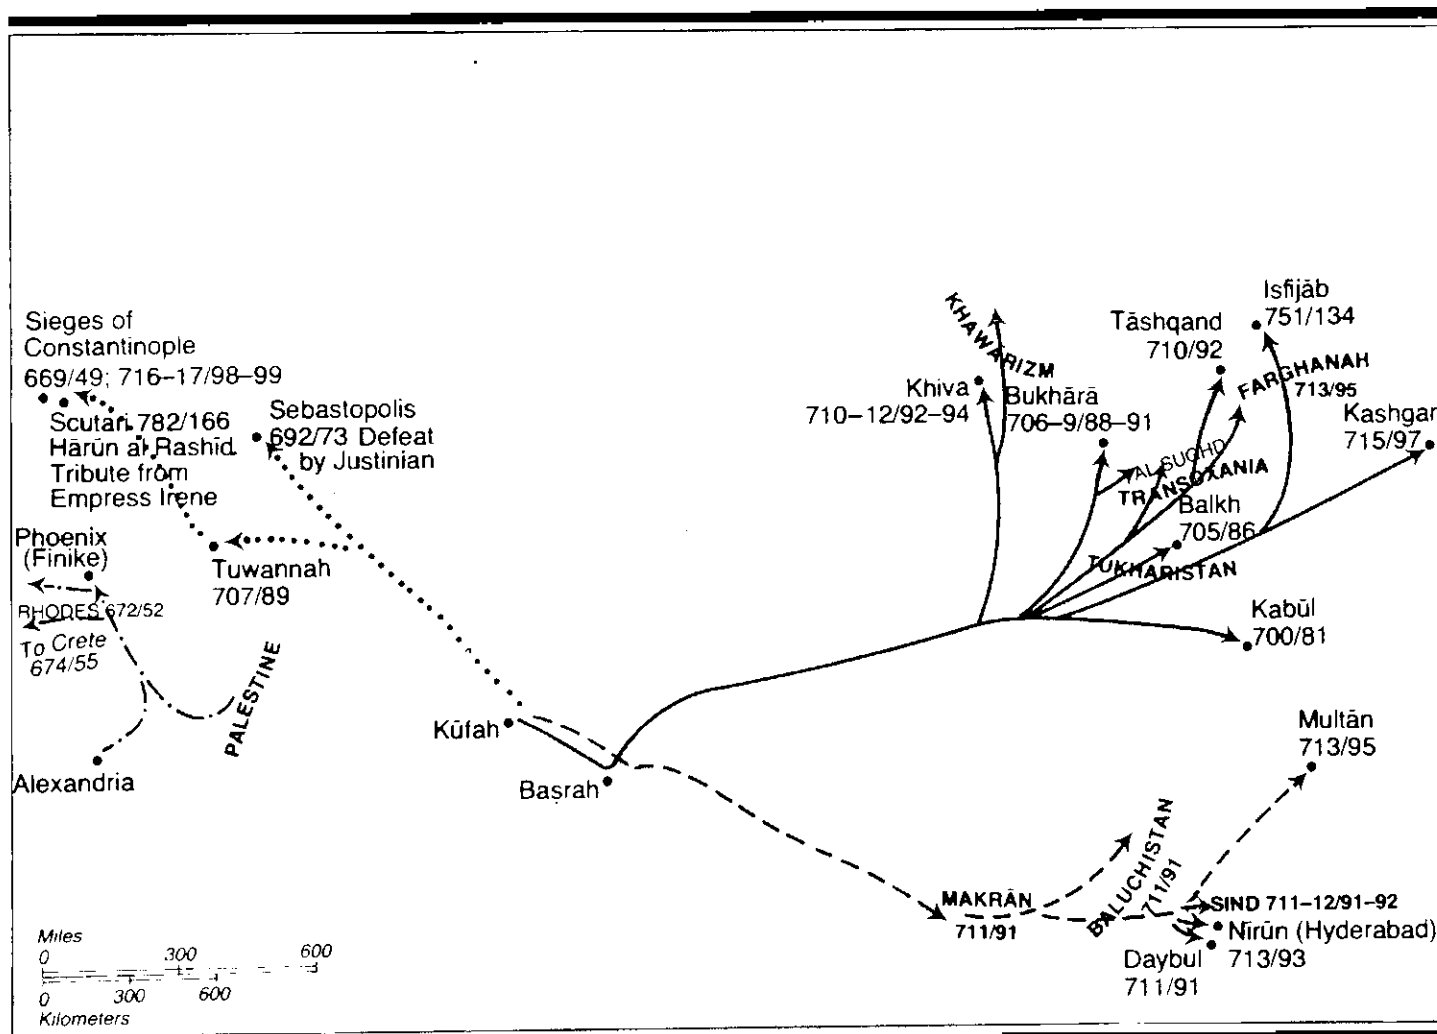 Sieges of
Constantinople
669/49; 716–17/98–99
Scutari 782/166
Hārūn al-Rashīd.
Tribute from
Empress Irene
Sebastopolis
692/73 Defeat
by Justinian
Phoenix
(Finike)
Tuwannah
707/89
RHODES 672/52
To Crete
674/55
PALESTINE
Alexandria
Kūfah
Baṣrah
KHAWĀRIZM
Khiva
710–12/92–94
Bukhārā
706–9/88–91
Tāshqand
710/92
Isfijāb
751/134
FARGHANAH
713/95
Kashgar
715/97
AL SUGHD
TRANSOXANIA
Balkh
705/86
TUKHARISTAN
Kabūl
700/81
Multān
713/95
MAKRĀN
711/91
BALUCHISTAN
711/91
SIND 711–12/91–92
Nīrūn (Hyderabad)
713/93
Daybul
711/91
Miles
0 300 600
0 300 600
Kilometers